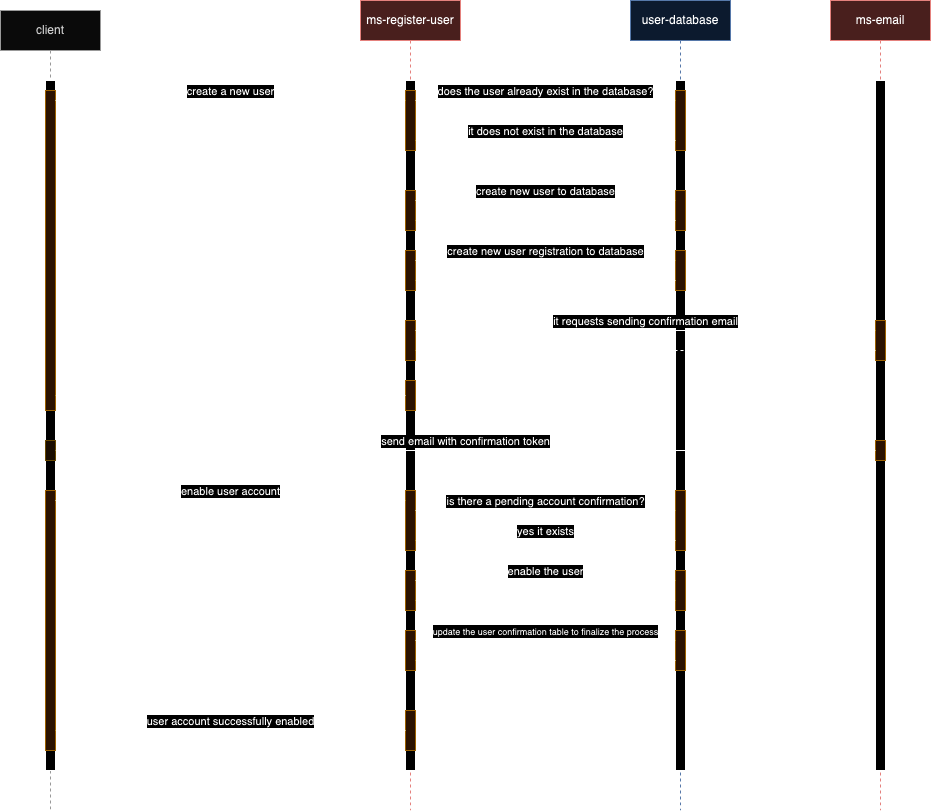 client
ms-register-user
user-database
ms-email
create a new user
does the user already exist in the database?
it does not exist in the database
create new user to database
create new user registration to database
it requests sending confirmation email
send email with confirmation token
enable user account
is there a pending account confirmation?
yes it exists
enable the user
update the user confirmation table to finalize the process
user account successfully enabled